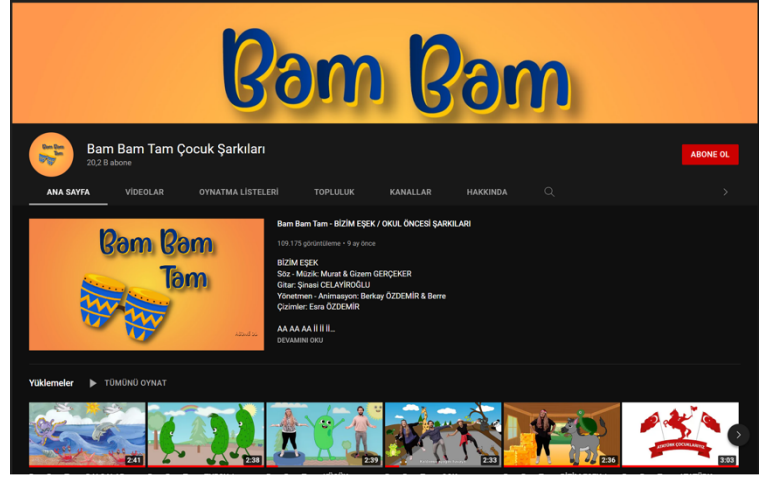 Bam Bam
Bam Bam
Tam
Bam Bam Tam Çocuk Şarkıları
20,2 B abone
ABONE OL
ANA SAYFA VİDEOLAR OYNATMA LİSTELERİ TOPLULUK KANALLAR HAKKINDA
Bam Bam
Tam
Bam Bam Tam - BİZİM EŞEK / OKUL ÖNCESİ ŞARKILARI
109.175 görüntüleme • 9 ay önce
BİZİM EŞEK
Söz - Müzik: Murat & Gizem GERÇEKER
Gitar: Şinasi CELAYİROĞLU
Yönetmen - Animasyon: Berkay ÖZDEMİR & Berre
Çizimler: Esra ÖZDEMİR
AA AA AA İİ İİ İİ...
DEVAMINI OKU
Yüklemeler TÜMÜNÜ OYNAT
2:41 2:38 2:39 2:33 2:36 3:03